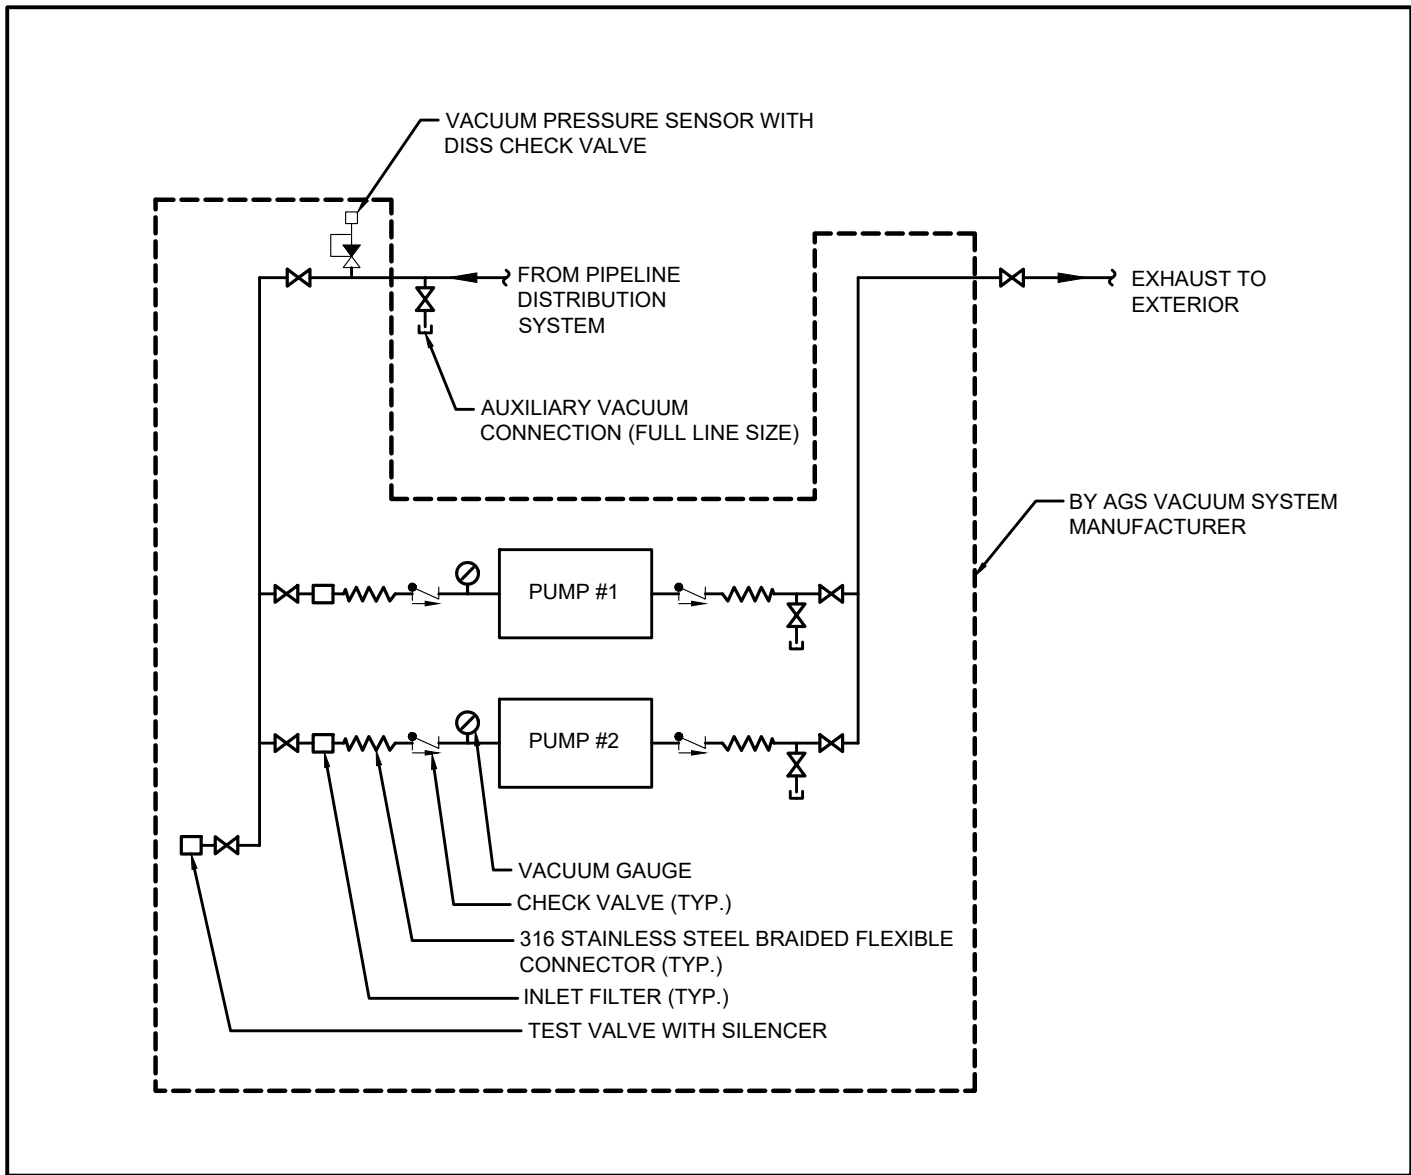 VACUUM PRESSURE SENSOR WITH
DISS CHECK VALVE
FROM PIPELINE
DISTRIBUTION
SYSTEM
EXHAUST TO
EXTERIOR
AUXILIARY VACUUM
CONNECTION (FULL LINE SIZE)
BY AGS VACUUM SYSTEM
MANUFACTURER
PUMP #1
PUMP #2
VACUUM GAUGE
CHECK VALVE (TYP.)
316 STAINLESS STEEL BRAIDED FLEXIBLE
CONNECTOR (TYP.)
INLET FILTER (TYP.)
TEST VALVE WITH SILENCER